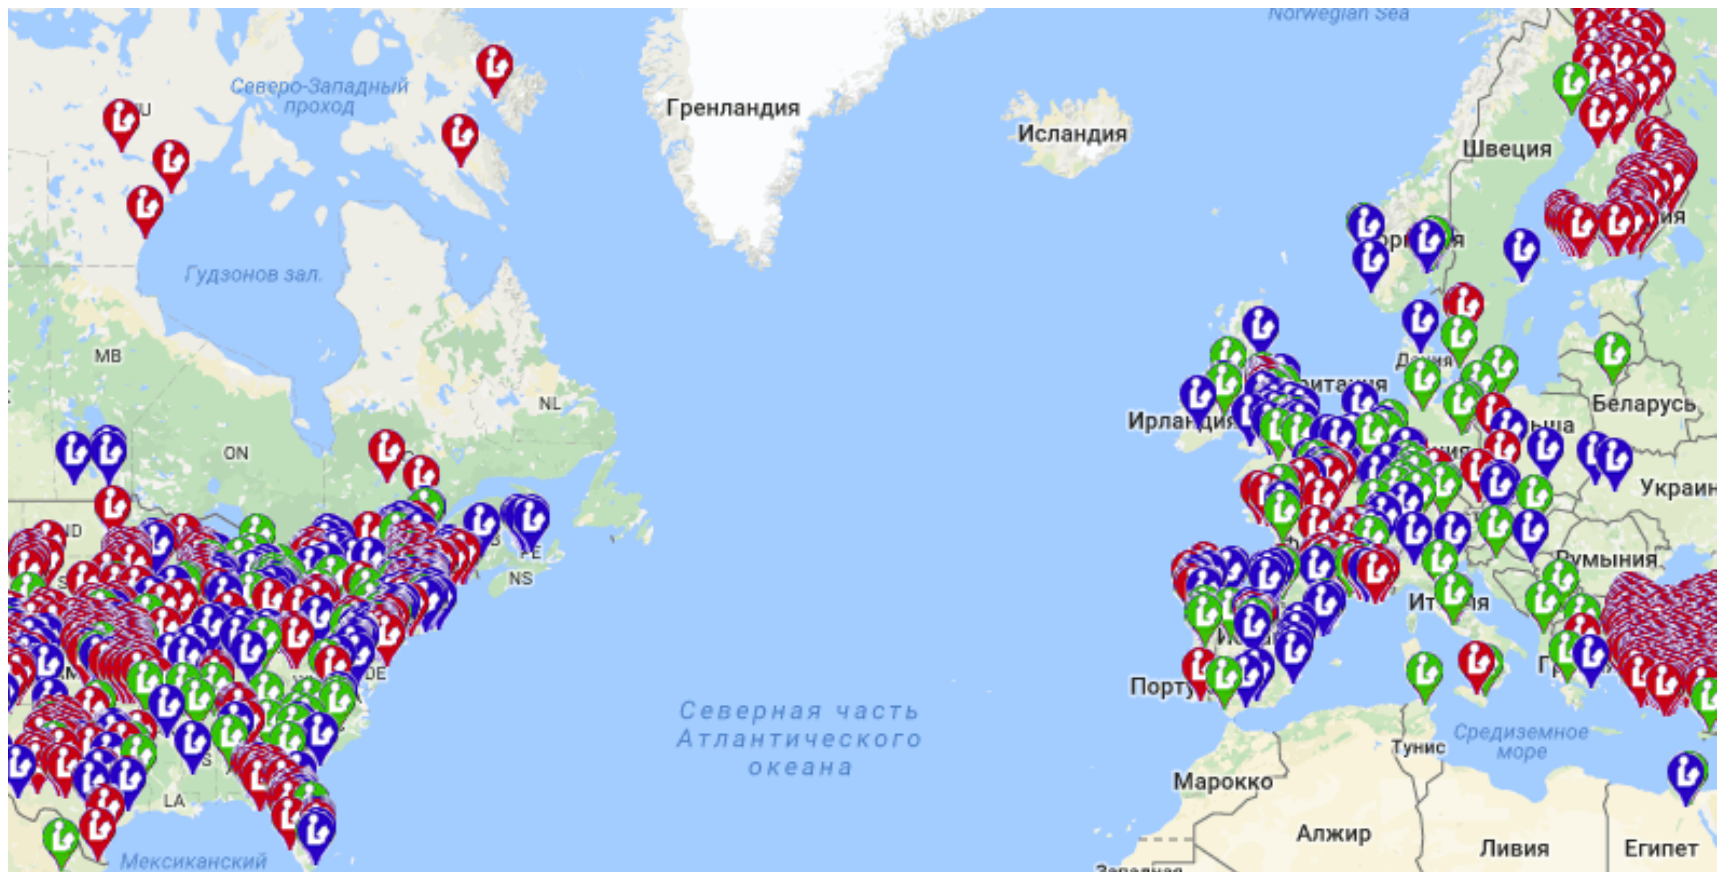 Norwegian Sea
Северо-Западный
проход
Гренландия
Исландия
Швеция
Гудзонов зал.
MB
NL
ON
Ирландия
Беларусь
Украин
ND
PE
NS
Румыния
DE
Северная часть
Атлантического
океана
Средиземное
море
Тунис
Марокко
LA
Алжир
Ливия
Египет
Мексиканский